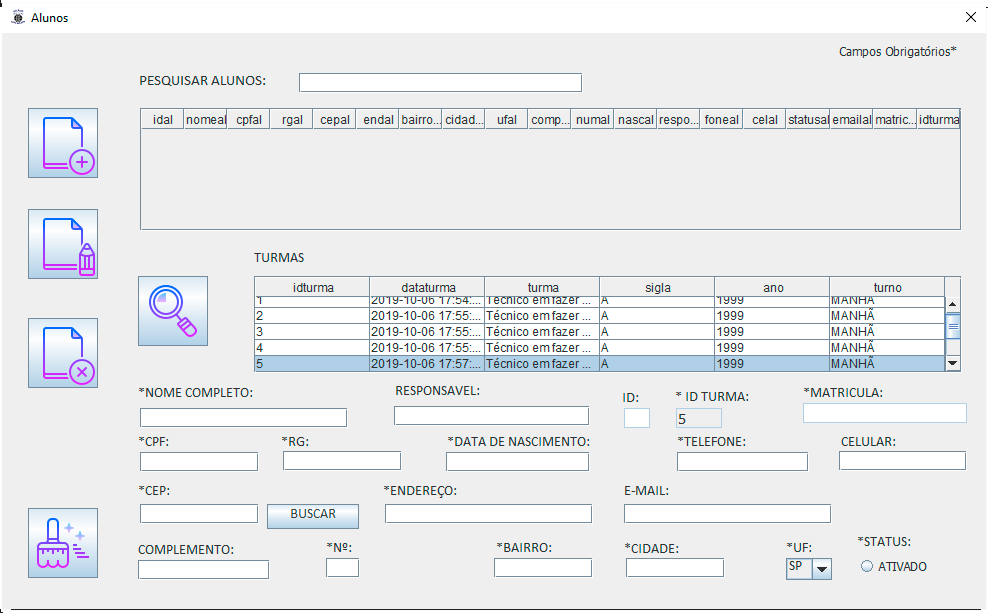 Alunos
Campos Obrigatórios*
PESQUISAR ALUNOS:
idal nomeal cpfal rgal cepal endal bairro... cidad... ufal comp... numal nascal respo... foneal celal statusal emailal matric... idturma
TURMAS
idturma dataturma turma sigla ano turno
1 2019-10-06 17:54:... Técnico em fazer ... A 1999 MANHÃ
2 2019-10-06 17:55:... Técnico em fazer ... A 1999 MANHÃ
3 2019-10-06 17:55:... Técnico em fazer ... A 1999 MANHÃ
4 2019-10-06 17:55:... Técnico em fazer ... A 1999 MANHÃ
5 2019-10-06 17:57:... Técnico em fazer ... A 1999 MANHÃ
*NOME COMPLETO: RESPONSAVEL: ID: * ID TURMA: *MATRICULA:
5
*CPF: *RG: *DATA DE NASCIMENTO: *TELEFONE: CELULAR:
*CEP: *ENDEREÇO: E-MAIL:
BUSCAR
COMPLEMENTO: *Nº: *BAIRRO: *CIDADE: *UF: *STATUS:
SP ATIVADO